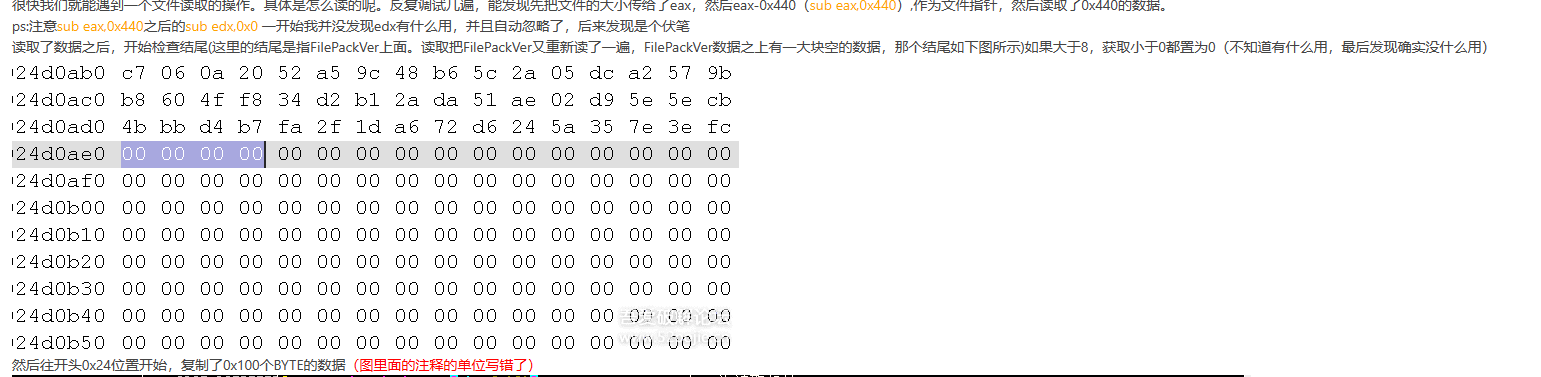 很快我们就能遇到一个文件读取的操作。具体是怎么读的呢。反复调试几遍，能发现先把文件的大小传给了eax，然后eax-0x440（sub eax,0x440）,作为文件指针，然后读取了0x440的数据。
ps:注意sub eax,0x440之后的sub edx,0x0 一开始我并没发现edx有什么用，并且自动忽略了，后来发现是个伏笔
读取了数据之后，开始检查结尾(这里的结尾是指FilePackVer上面。读取把FilePackVer又重新读了一遍，FilePackVer数据之上有一大块空的数据，那个结尾如下图所示)如果大于8，获取小于0都置为0（不知道有什么用，最后发现确实没什么用）
24d0ab0 c7 06 0a 20 52 a5 9c 48 b6 5c 2a 05 dc a2 57 9b
24d0ac0 b8 60 4f f8 34 d2 b1 2a da 51 ae 02 d9 5e 5e cb
24d0ad0 4b bb d4 b7 fa 2f 1d a6 72 d6 24 5a 35 7e 3e fc
24d0ae0 00 00 00 00 00 00 00 00 00 00 00 00 00 00 00 00
24d0af0 00 00 00 00 00 00 00 00 00 00 00 00 00 00 00 00
24d0b00 00 00 00 00 00 00 00 00 00 00 00 00 00 00 00 00
24d0b10 00 00 00 00 00 00 00 00 00 00 00 00 00 00 00 00
24d0b20 00 00 00 00 00 00 00 00 00 00 00 00 00 00 00 00
24d0b30 00 00 00 00 00 00 00 00 00 00 00 00 00 00 00 00
24d0b40 00 00 00 00 00 00 00 00 00 00 00 00 00 00 00 00
24d0b50 00 00 00 00 00 00 00 00 00 00 00 00 00 00 00 00
然后往开头0x24位置开始，复制了0x100个BYTE的数据（图里面的注释的单位写错了）